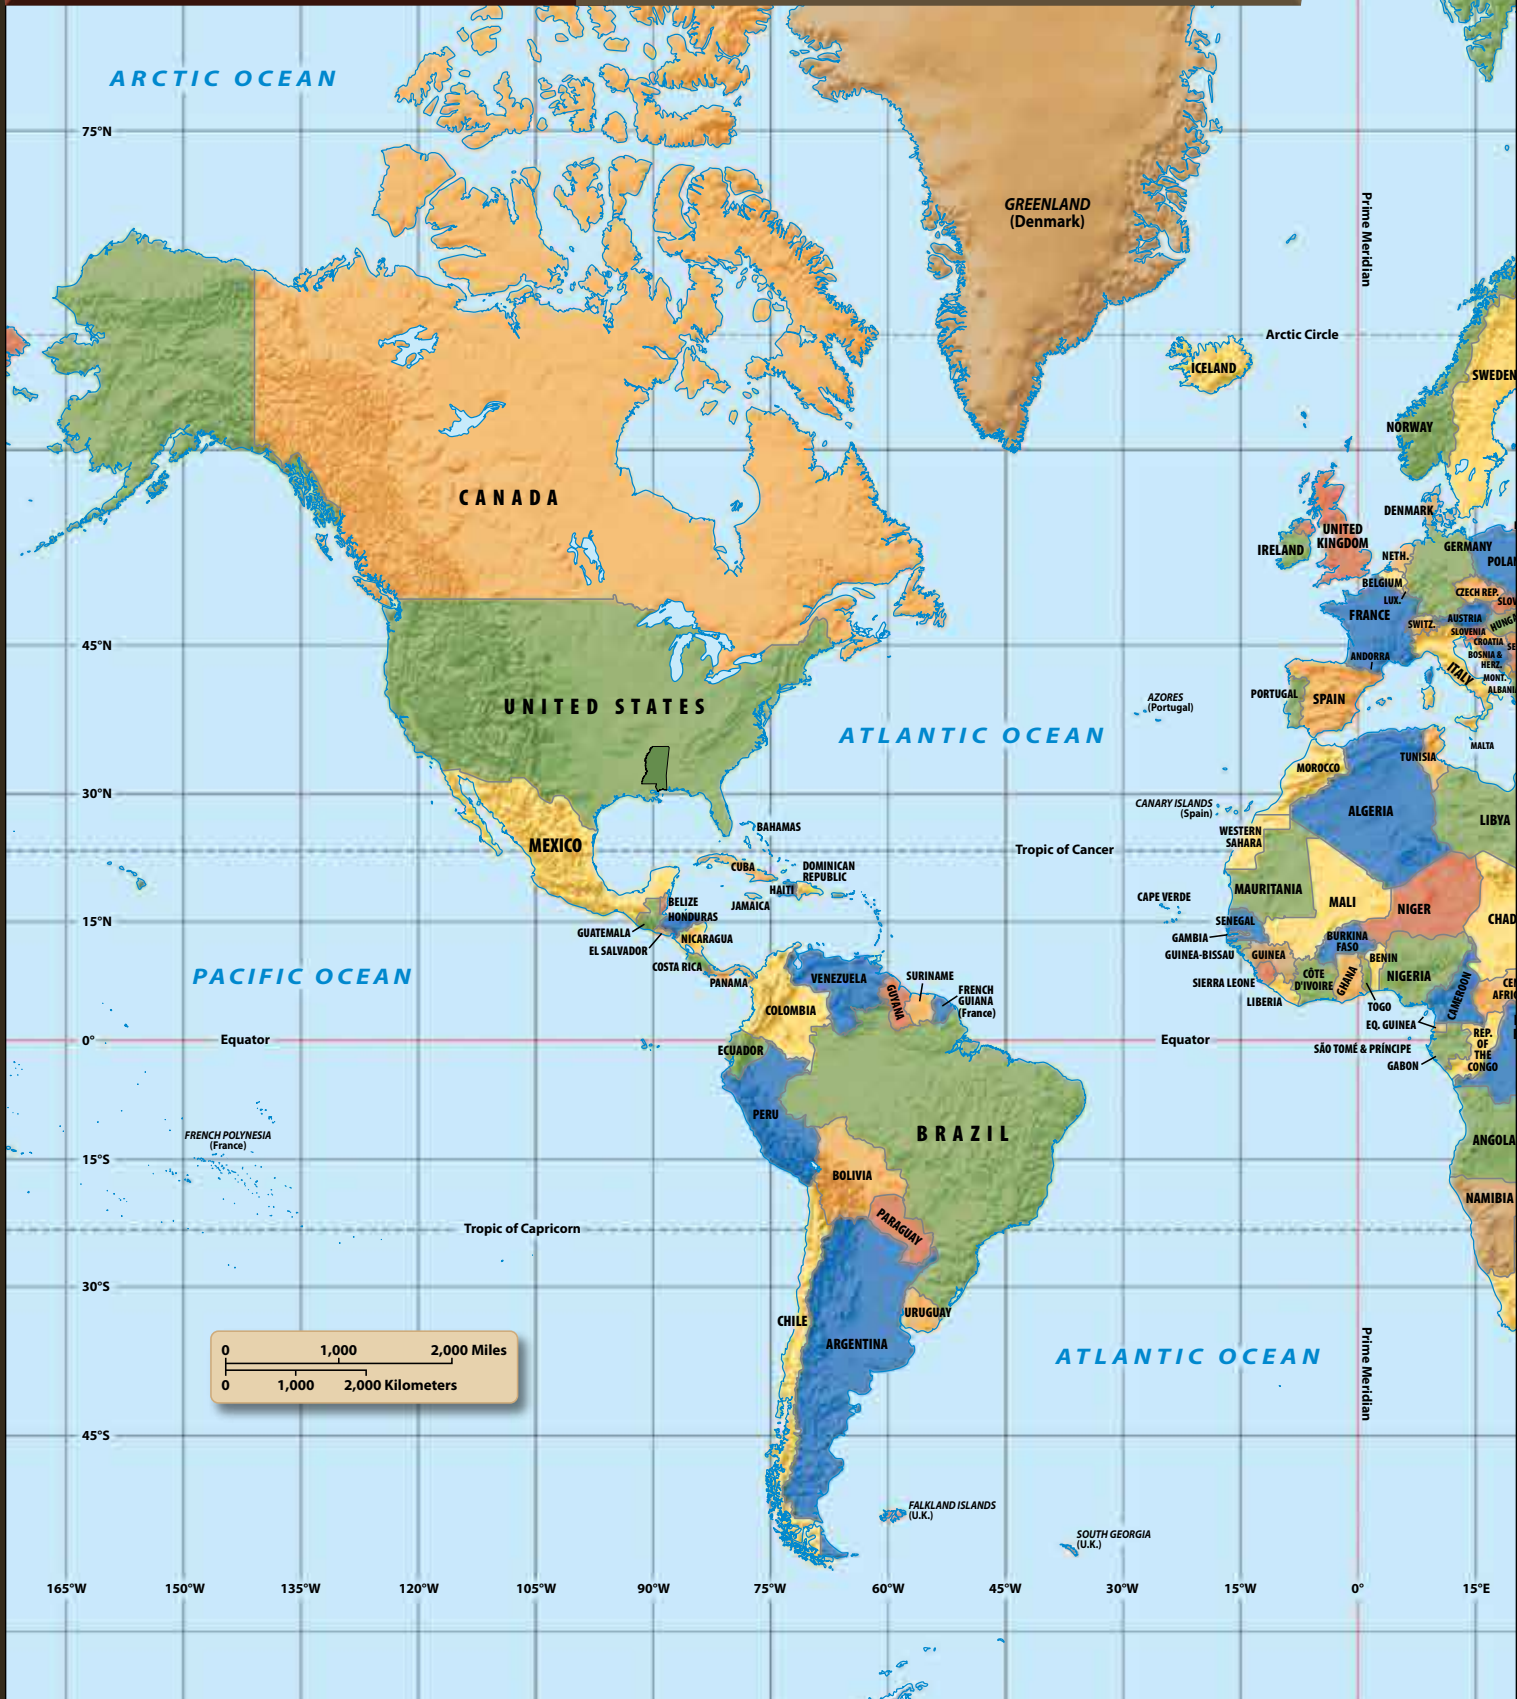 ARCTIC OCEAN
75°N
GREENLAND
(Denmark)
Prime Meridian
Arctic Circle
ICELAND
SWEDEN
NORWAY
CANADA
DENMARK
UNITED
KINGDOM
IRELAND
NETH.
GERMANY
BELGIUM
LUX.
CZECH REP.
FRANCE
SWITZ.
AUSTRIA
SLOVENIA
CROATIA
BOSNIA &
HERZ.
MONT.
45°N
ANDORRA
ITALY
UNITED STATES
AZORES
(Portugal)
PORTUGAL
SPAIN
ATLANTIC OCEAN
MALTA
TUNISIA
MOROCCO
30°N
CANARY ISLANDS
(Spain)
ALGERIA
LIBYA
BAHAMAS
WESTERN
SAHARA
MEXICO
Tropic of Cancer
CUBA
DOMINICAN
REPUBLIC
HAITI
JAMAICA
MAURITANIA
CAPE VERDE
MALI
NIGER
CHAD
BELIZE
HONDURAS
15°N
GUATEMALA
EL SALVADOR
NICARAGUA
COSTA RICA
PANAMA
SENEGAL
GAMBIA
GUINEA-BISSAU
GUINEA
BURKINA
FASO
BENIN
SIERRA LEONE
LIBERIA
CÔTE
D'IVOIRE
GHANA
NIGERIA
TOGO
CAMEROON
PACIFIC OCEAN
VENEZUELA
GUYANA
SURINAME
FRENCH
GUIANA
(France)
COLOMBIA
EQ. GUINEA
0°
Equator
Equator
ECUADOR
SÃO TOMÉ & PRÍNCIPE
GABON
REP.
OF
THE
CONGO
PERU
BRAZIL
FRENCH POLYNESIA
(France)
ANGOLA
15°S
BOLIVIA
NAMIBIA
PARAGUAY
Tropic of Capricorn
30°S
URUGUAY
CHILE
ARGENTINA
ATLANTIC OCEAN
Prime Meridian
0 1,000 2,000 Miles
0 1,000 2,000 Kilometers
45°S
FALKLAND ISLANDS
(U.K.)
SOUTH GEORGIA
(U.K.)
165°W 150°W 135°W 120°W 105°W 90°W 75°W 60°W 45°W 30°W 15°W 0° 15°E